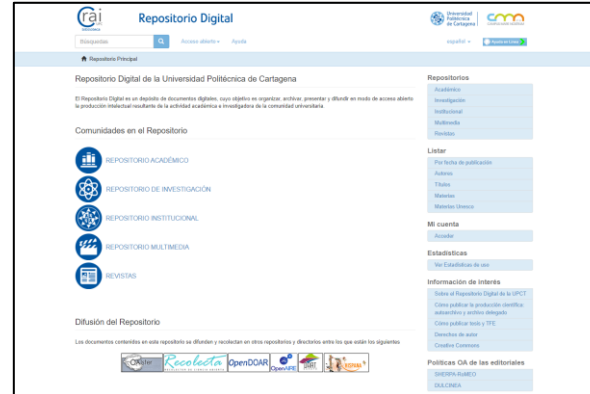 Crai
Repositorio Digital
Universidad
Politécnica
de Cartagena
Búsquedas
Acceso abierto
Ayuda
español
Repositorio Principal
Repositorio Digital de la Universidad Politécnica de Cartagena
El Repositorio Digital es un depósito de documentos digitales, cuyo objetivo es organizar, archivar, presentar y difundir en modo de acceso abierto
la producción intelectual resultante de la actividad académica e investigadora de la comunidad universitaria.
Comunidades en el Repositorio
REPOSITORIO ACADÉMICO
REPOSITORIO DE INVESTIGACIÓN
REPOSITORIO INSTITUCIONAL
REPOSITORIO MULTIMEDIA
REVISTAS
Difusión del Repositorio
Los documentos contenidos en este repositorio se difunden y recolectan en otros repositorios y directorios entre los que están los siguientes
OAIster
Recolecta
OpenDOAR
OpenAIRE
HISPANA
Repositorios
Académico
Investigación
Institucional
Multimedia
Revistas
Listar
Por fecha de publicación
Autores
Títulos
Materias
Materias Unesco
Mi cuenta
Acceder
Estadísticas
Ver Estadísticas de uso
Información de interés
Sobre el Repositorio Digital de la UPCT
Cómo publicar la producción científica:
autoarchivo y archivo delegado
Cómo publicar tesis y TFE
Derechos de autor
Creative Commons
Políticas OA de las editoriales
SHERPA-RoMEO
DULCINEA